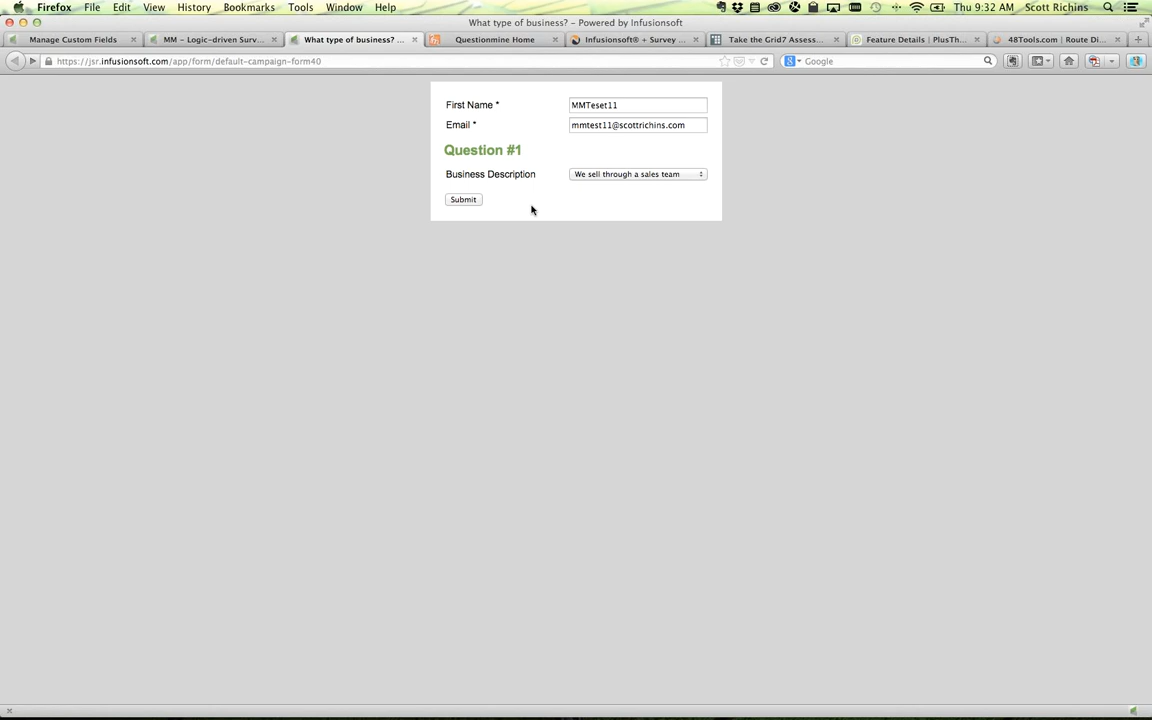 Firefox File Edit View History Bookmarks Tools Window Help Thu 9:32 AM Scott Richins
What type of business? – Powered by Infusionsoft
Manage Custom Fields MM – Logic-driven Surv... What type of business? ... Questionmine Home Infusionsoft® + Survey ... Take the Grid7 Assess... Feature Details | PlusTh... 48Tools.com | Route Di...
https://jsr.infusionsoft.com/app/form/default-campaign-form40 Google
First Name * MMTeset11
Email * mmtest11@scottrichins.com
Question #1
Business Description We sell through a sales team
Submit